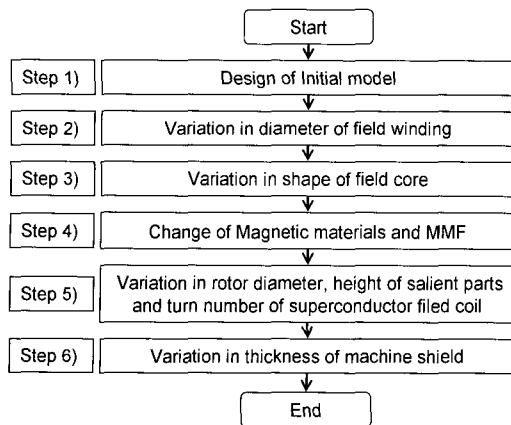 Start
Step 1) Design of Initial model
Step 2) Variation in diameter of field winding
Step 3) Variation in shape of field core
Step 4) Change of Magnetic materials and MMF
Step 5) Variation in rotor diameter, height of salient parts
and turn number of superconductor filed coil
Step 6) Variation in thickness of machine shield
End